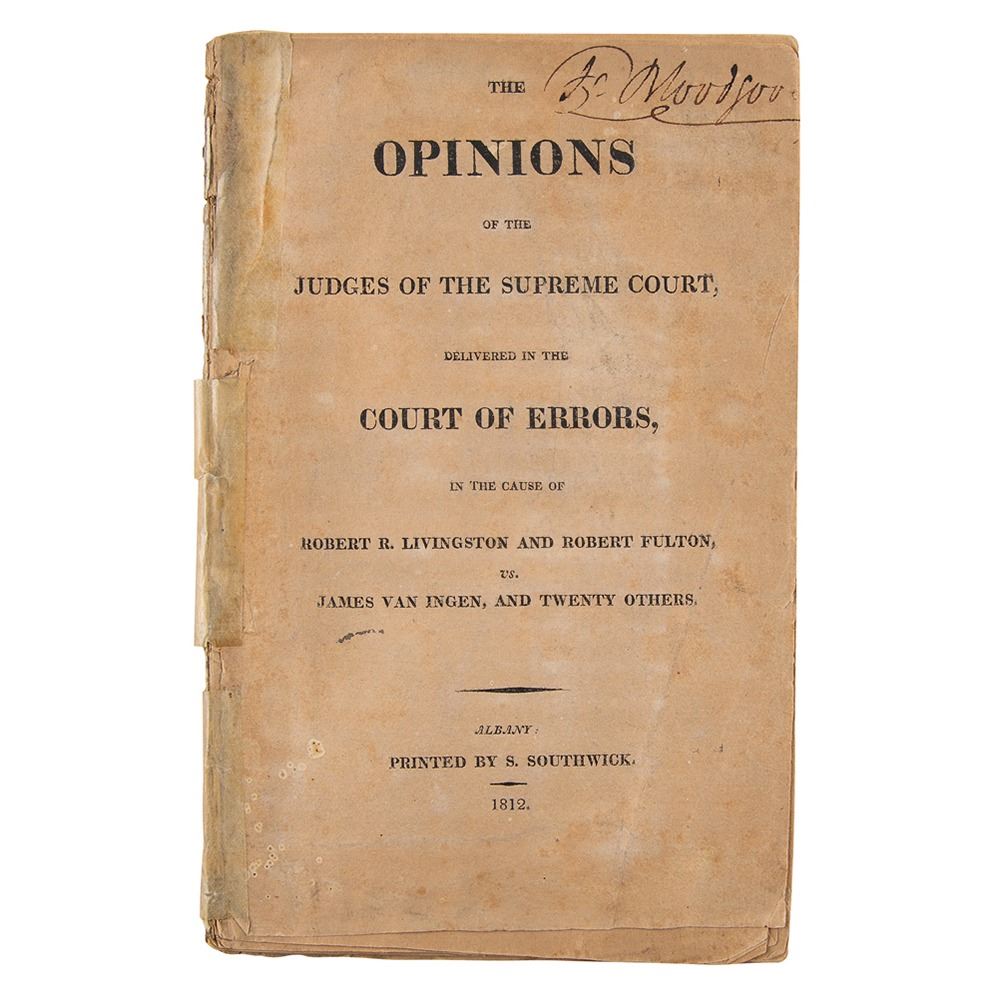 THE
OPINIONS
OF THE
JUDGES OF THE SUPREME COURT,
DELIVERED IN THE
COURT OF ERRORS,
IN THE CAUSE OF
ROBERT R. LIVINGSTON AND ROBERT FULTON,
vs.
JAMES VAN INGEN, AND TWENTY OTHERS.
ALBANY:
PRINTED BY S. SOUTHWICK.
1812.